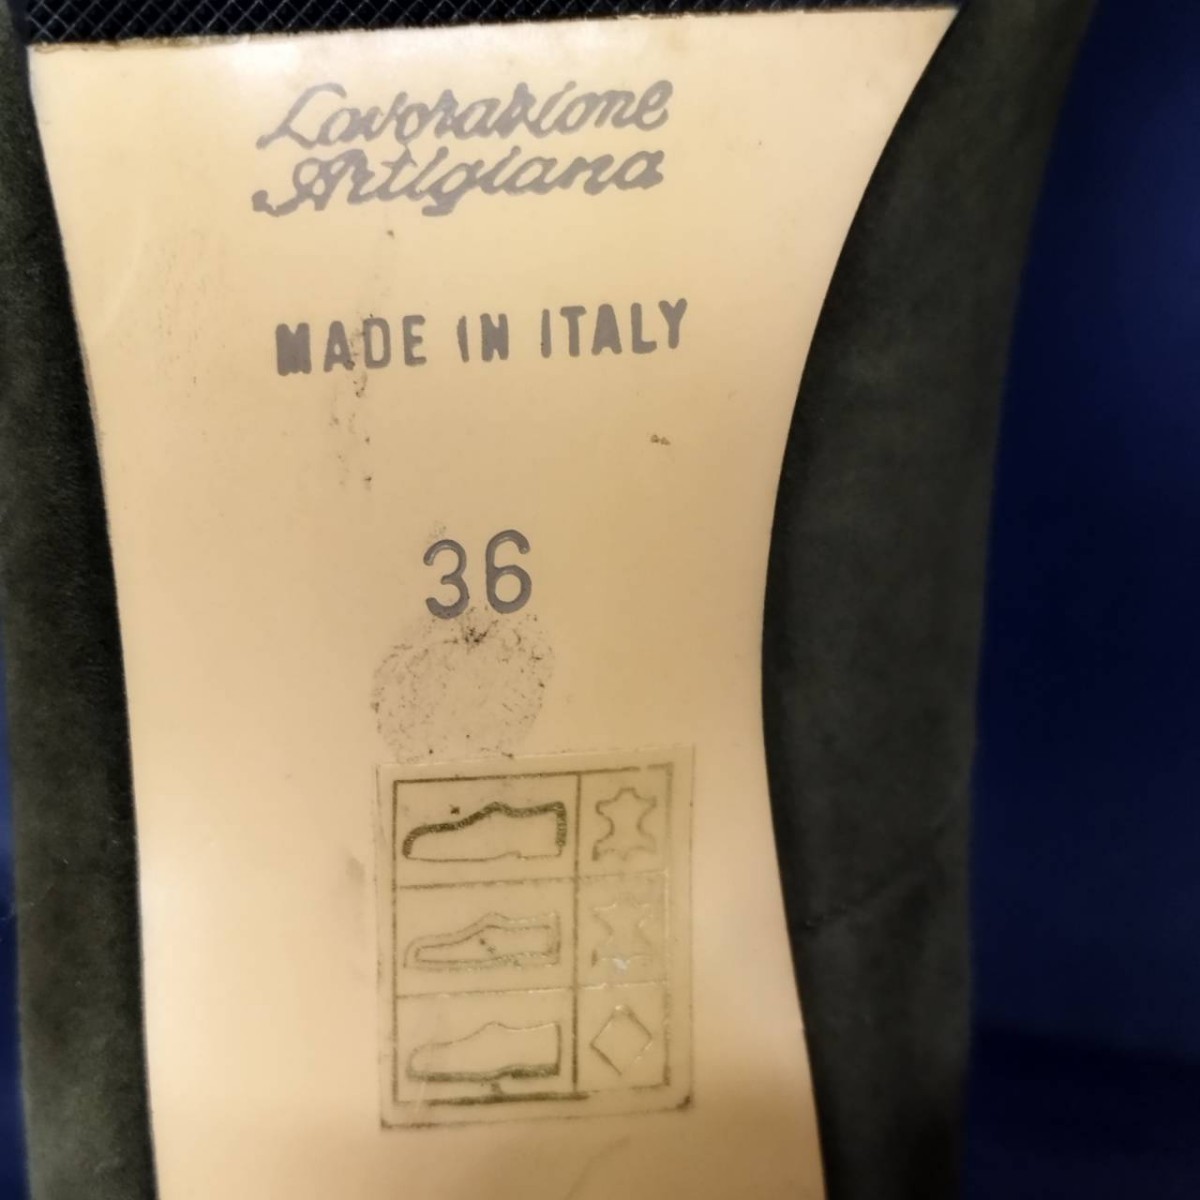 Lavorazione
Artigiana
MADE IN ITALY
36